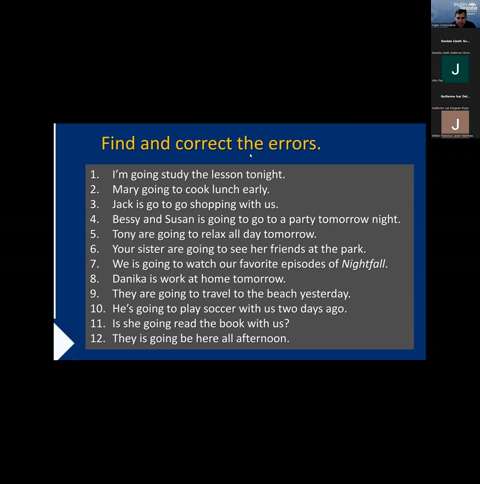 Find and correct the errors.
1. I'm going study the lesson tonight.
2. Mary going to cook lunch early.
3. Jack is go to go shopping with us.
4. Bessy and Susan is going to go to a party tomorrow night.
5. Tony are going to relax all day tomorrow.
6. Your sister are going to see her friends at the park.
7. We is going to watch our favorite episodes of Nightfall.
8. Danika is work at home tomorrow.
9. They are going to travel to the beach yesterday.
10. He's going to play soccer with us two days ago.
11. Is she going read the book with us?
12. They is going be here all afternoon.
J
J